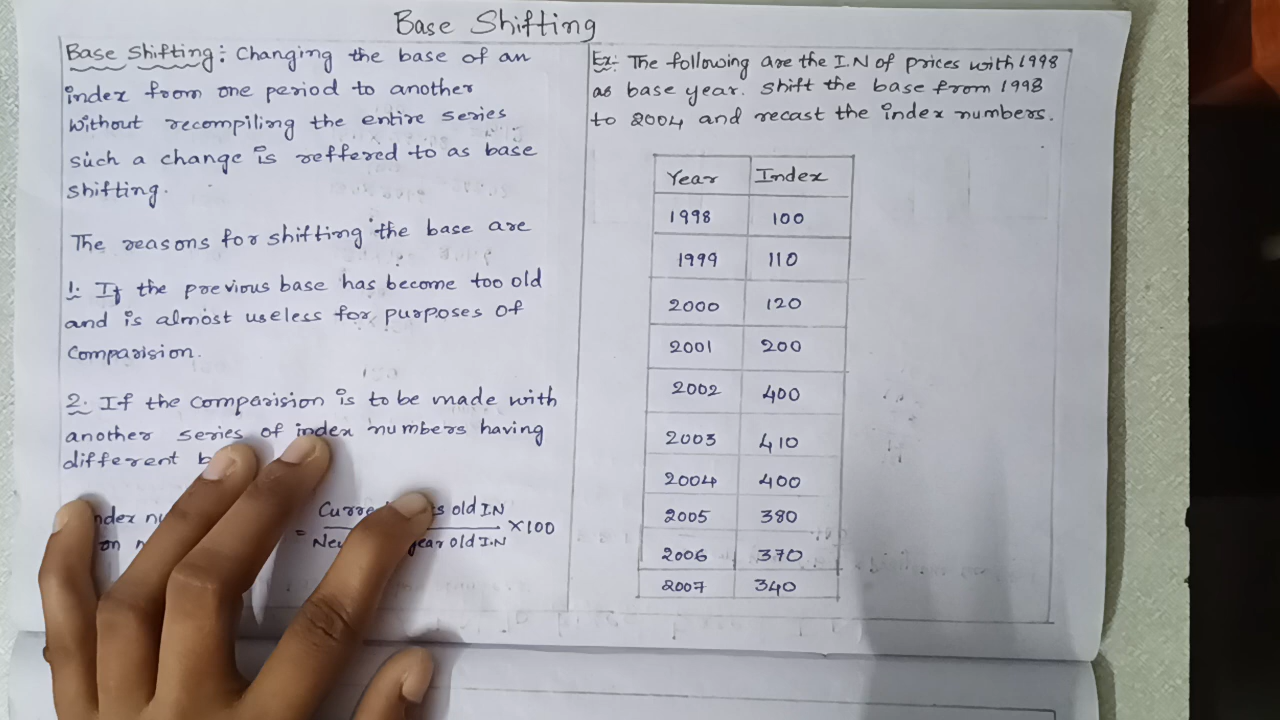 Base Shifting
Base Shifting: Changing the base of an
index from one period to another
without recompiling the entire series
such a change is reffered to as base
shifting.
The reasons for shifting the base are
1: If the previous base has become too old
and is almost useless for purposes of
Comparision.
2. If the comparision is to be made with
another series of index numbers having
different
= old I.N
year old I.N ×100
Ex: The following are the I.N of prices with 1998
as base year. Shift the base from 1998
to 2004 and recast the index numbers.
Year Index
1998 100
1999 110
2000 120
2001 200
2002 400
2003 410
2004 400
2005 380
2006 370
2007 340